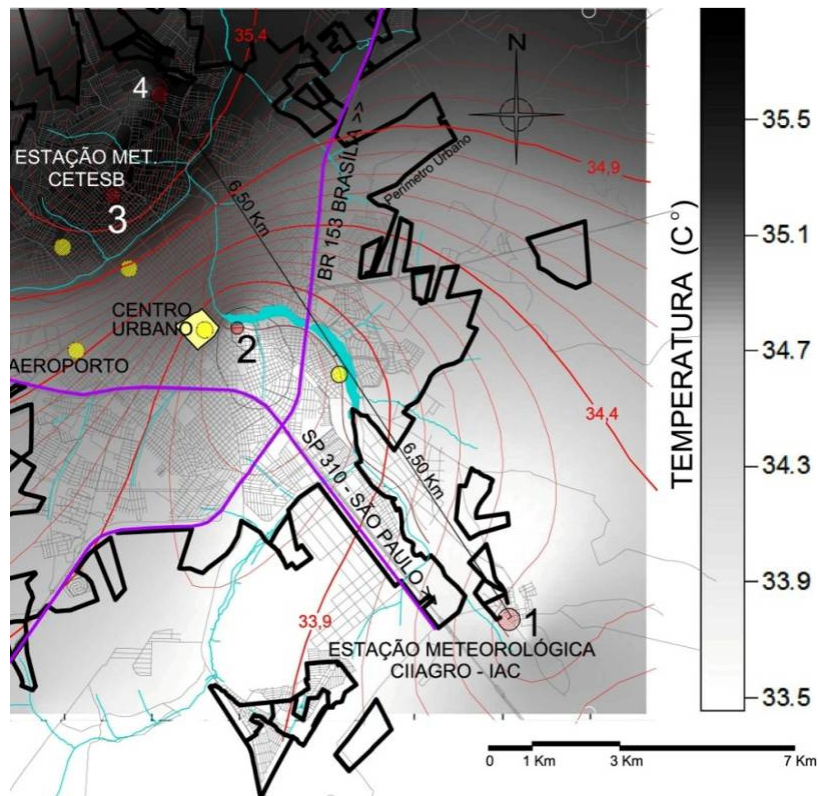 35,4
N
4
35.5
ESTAÇÃO MET.
CETESB
34,9
BR 153 BRASÍLIA >>
Perímetro Urbano
6,50 Km
3
35.1
TEMPERATURA (C°)
CENTRO
URBANO
2
34.7
AEROPORTO
34,4
SP 310 - SÃO PAULO
6,50 Km
34.3
33.9
33,9
1
ESTAÇÃO METEOROLÓGICA
CIIAGRO - IAC
33.5
0 1 Km 3 Km 7 Km